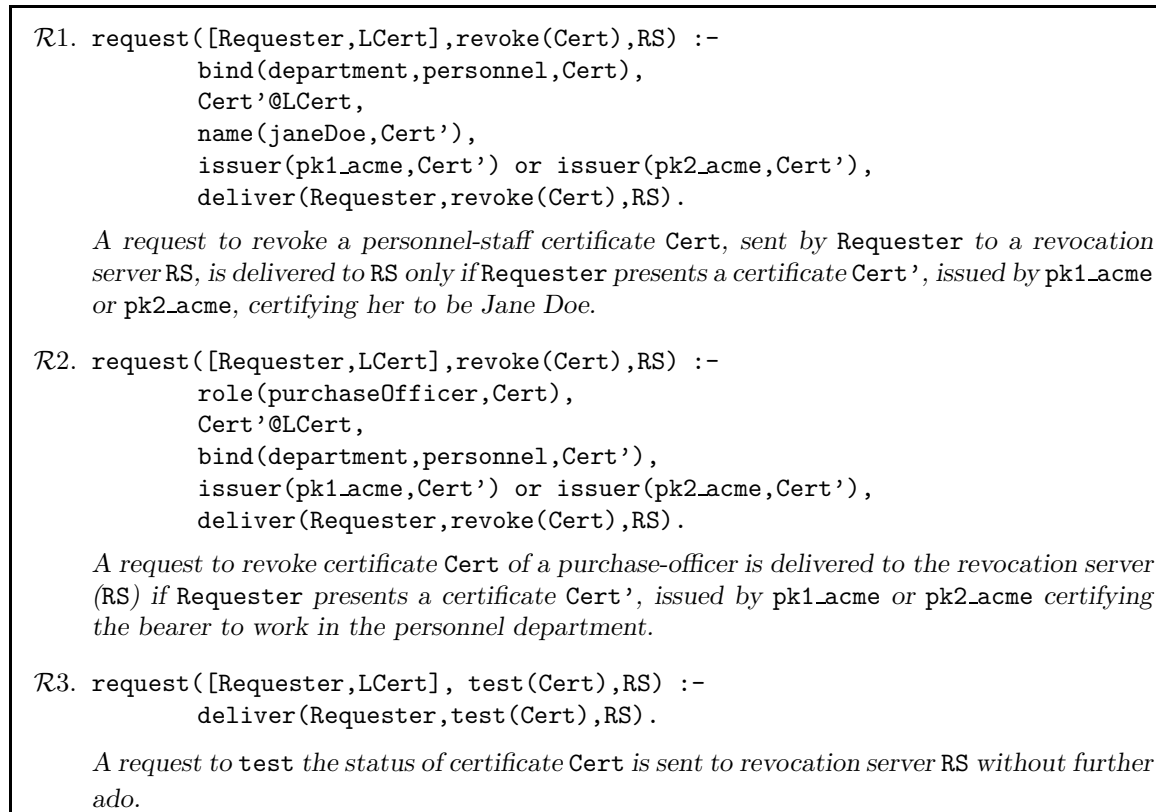 R1. request([Requester,LCert],revoke(Cert),RS) :-
bind(department,personnel,Cert),
Cert'@LCert,
name(janeDoe,Cert'),
issuer(pk1_acme,Cert') or issuer(pk2_acme,Cert'),
deliver(Requester,revoke(Cert),RS).
A request to revoke a personnel-staff certificate Cert, sent by Requester to a revocation
server RS, is delivered to RS only if Requester presents a certificate Cert', issued by pk1_acme
or pk2_acme, certifying her to be Jane Doe.
R2. request([Requester,LCert],revoke(Cert),RS) :-
role(purchaseOfficer,Cert),
Cert'@LCert,
bind(department,personnel,Cert'),
issuer(pk1_acme,Cert') or issuer(pk2_acme,Cert'),
deliver(Requester,revoke(Cert),RS).
A request to revoke certificate Cert of a purchase-officer is delivered to the revocation server
(RS) if Requester presents a certificate Cert', issued by pk1_acme or pk2_acme certifying
the bearer to work in the personnel department.
R3. request([Requester,LCert], test(Cert),RS) :-
deliver(Requester,test(Cert),RS).
A request to test the status of certificate Cert is sent to revocation server RS without further
ado.